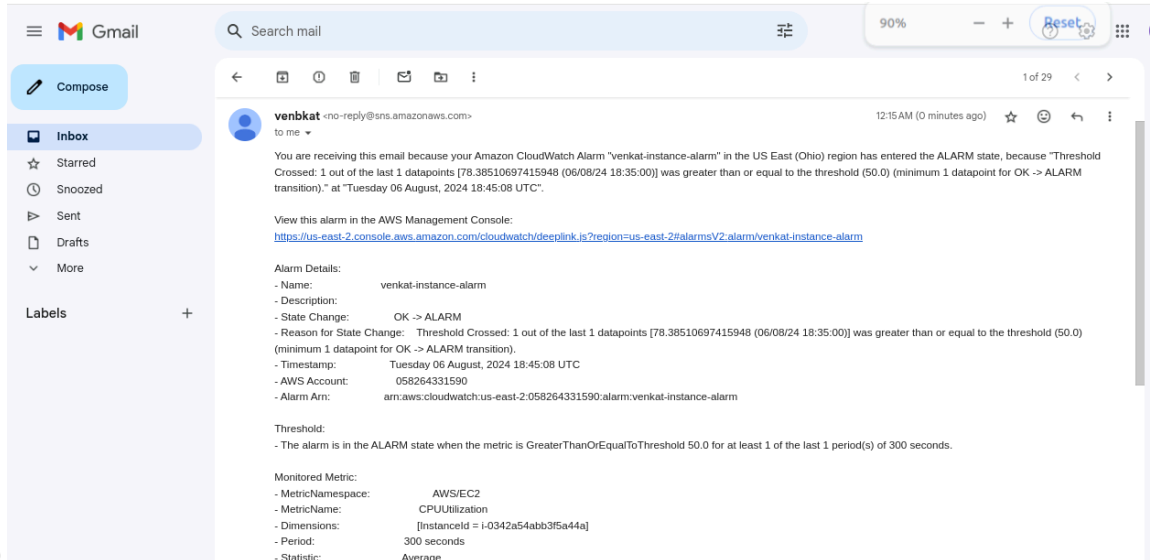 90% − + Reset
Gmail
Search mail
Compose
1 of 29
Inbox
Starred
Snoozed
Sent
Drafts
More
Labels +
venbkat <no-reply@sns.amazonaws.com>
12:15 AM (0 minutes ago)
to me
You are receiving this email because your Amazon CloudWatch Alarm "venkat-instance-alarm" in the US East (Ohio) region has entered the ALARM state, because "Threshold
Crossed: 1 out of the last 1 datapoints [78.38510697415948 (06/08/24 18:35:00)] was greater than or equal to the threshold (50.0) (minimum 1 datapoint for OK -> ALARM
transition)." at "Tuesday 06 August, 2024 18:45:08 UTC".
View this alarm in the AWS Management Console:
https://us-east-2.console.aws.amazon.com/cloudwatch/deeplink.js?region=us-east-2#alarmsV2:alarm/venkat-instance-alarm
Alarm Details:
- Name: venkat-instance-alarm
- Description:
- State Change: OK -> ALARM
- Reason for State Change: Threshold Crossed: 1 out of the last 1 datapoints [78.38510697415948 (06/08/24 18:35:00)] was greater than or equal to the threshold (50.0)
(minimum 1 datapoint for OK -> ALARM transition).
- Timestamp: Tuesday 06 August, 2024 18:45:08 UTC
- AWS Account: 058264331590
- Alarm Arn: arn:aws:cloudwatch:us-east-2:058264331590:alarm:venkat-instance-alarm
Threshold:
- The alarm is in the ALARM state when the metric is GreaterThanOrEqualToThreshold 50.0 for at least 1 of the last 1 period(s) of 300 seconds.
Monitored Metric:
- MetricNamespace: AWS/EC2
- MetricName: CPUUtilization
- Dimensions: [InstanceId = i-0342a54abb3f5a44a]
- Period: 300 seconds
- Statistic: Average